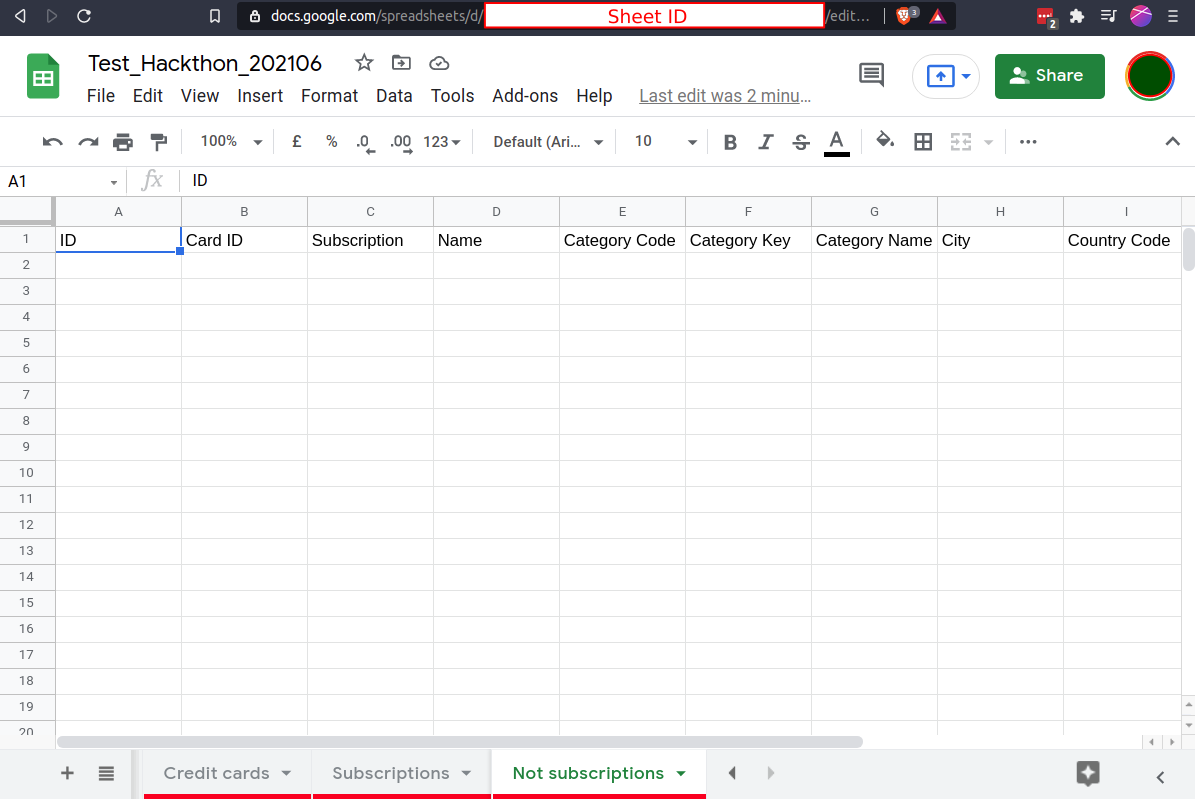 docs.google.com/spreadsheets/d/ Sheet ID /edit… 3 2
Test_Hackthon_202106
Share
File Edit View Insert Format Data Tools Add-ons Help Last edit was 2 minu…
100% £ % .0 .00 123 Default (Ari… 10 B I S A
A1 fx ID
A B C D E F G H I
1 ID Card ID Subscription Name Category Code Category Key Category Name City Country Code
2
3
4
5
6
7
8
9
10
11
12
13
14
15
16
17
18
19
20
+ Credit cards Subscriptions Not subscriptions